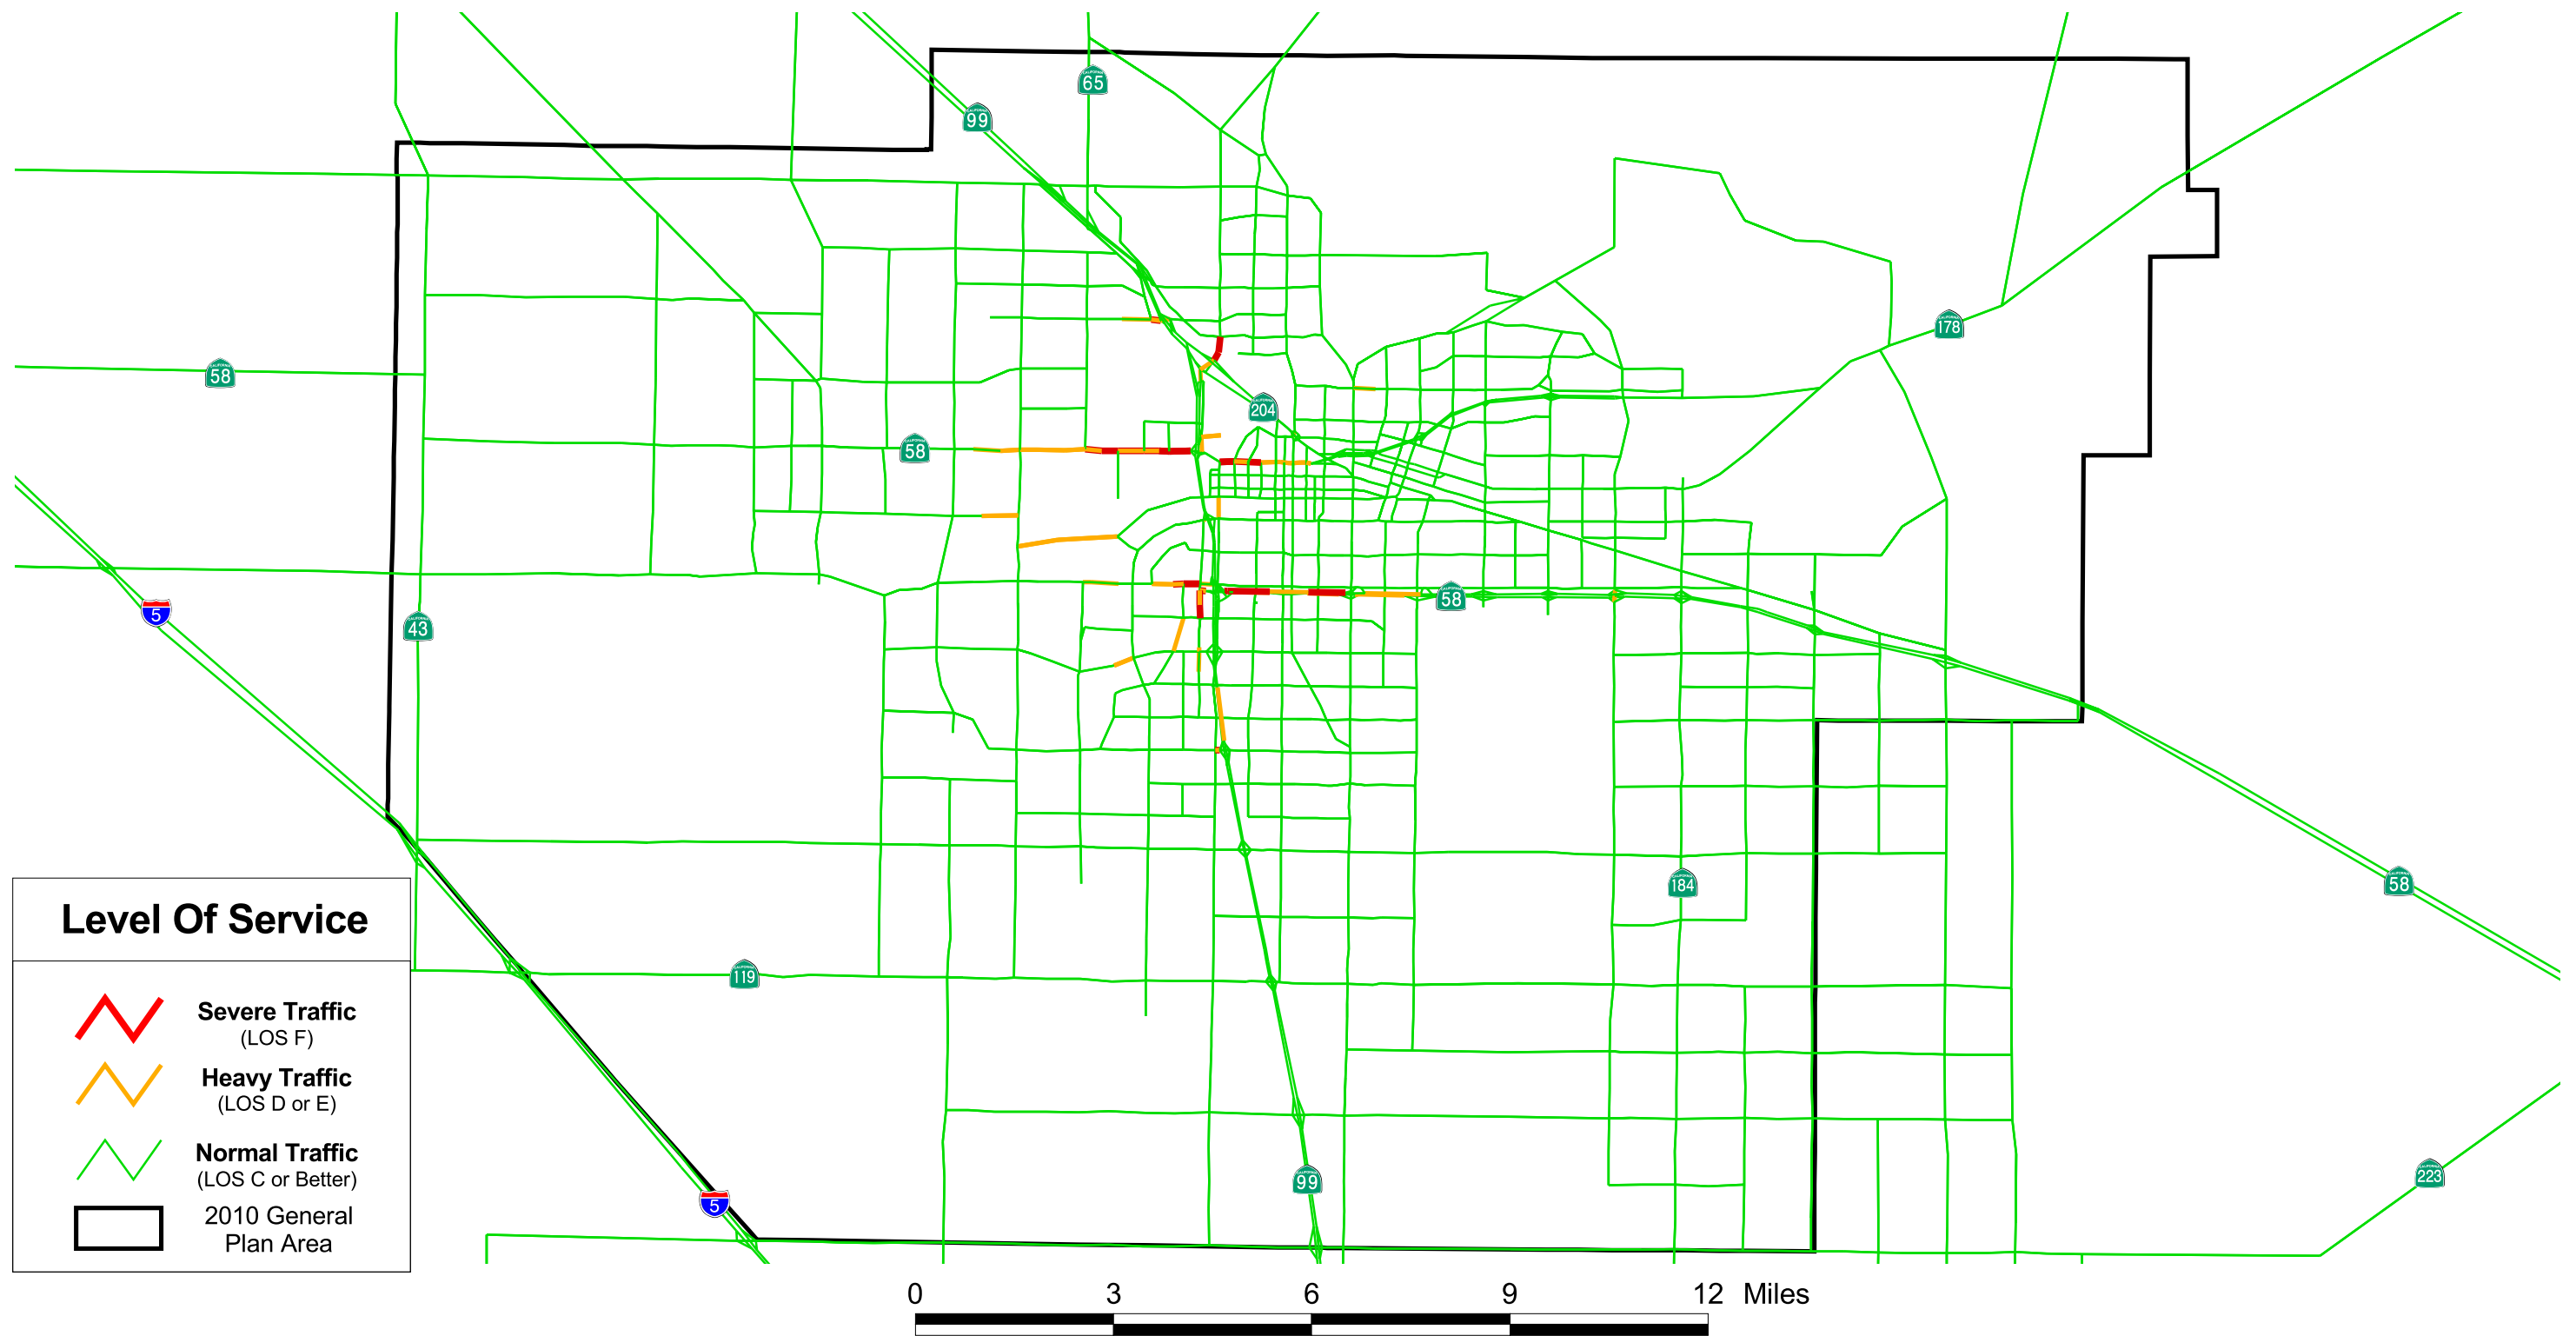 65
99
178
58
204
58
5
43
58
58
184
119
5
99
223
Level Of Service
Severe Traffic
(LOS F)
Heavy Traffic
(LOS D or E)
Normal Traffic
(LOS C or Better)
2010 General
Plan Area
0 3 6 9 12 Miles